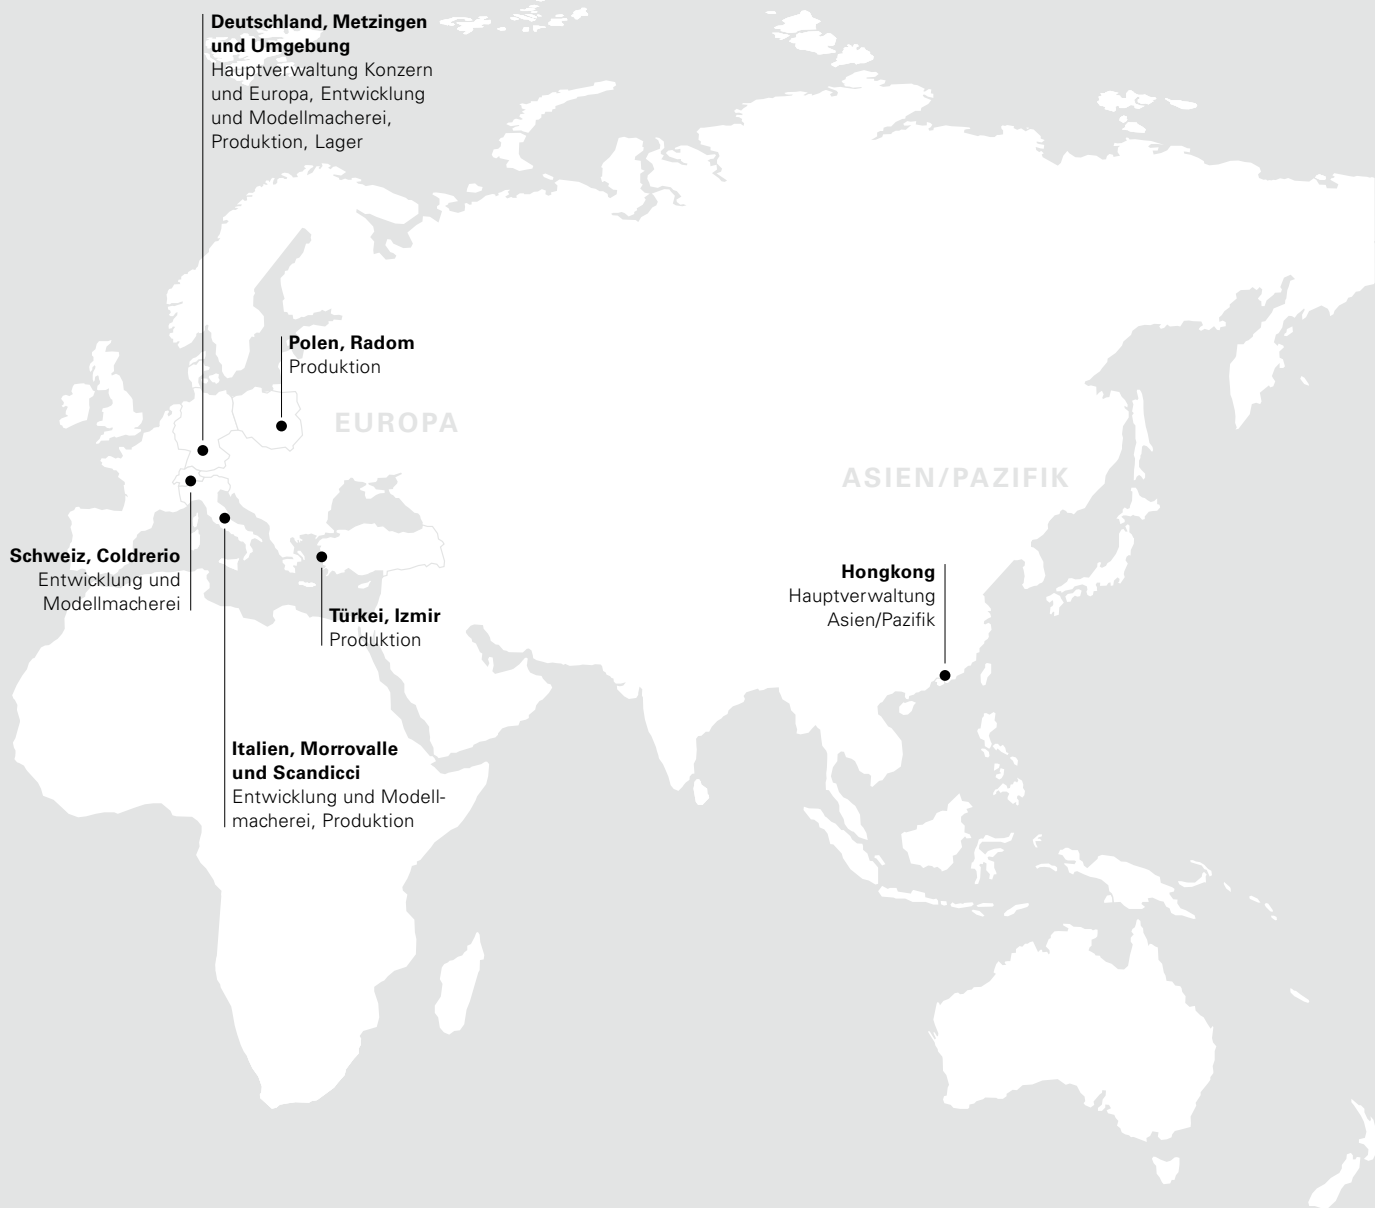 Deutschland, Metzingen
und Umgebung
Hauptverwaltung Konzern
und Europa, Entwicklung
und Modellmacherei,
Produktion, Lager
Polen, Radom
Produktion
EUROPA
ASIEN/PAZIFIK
Schweiz, Coldrerio
Entwicklung und
Modellmacherei
Hongkong
Hauptverwaltung
Asien/Pazifik
Türkei, Izmir
Produktion
Italien, Morrovalle
und Scandicci
Entwicklung und Modell-
macherei, Produktion